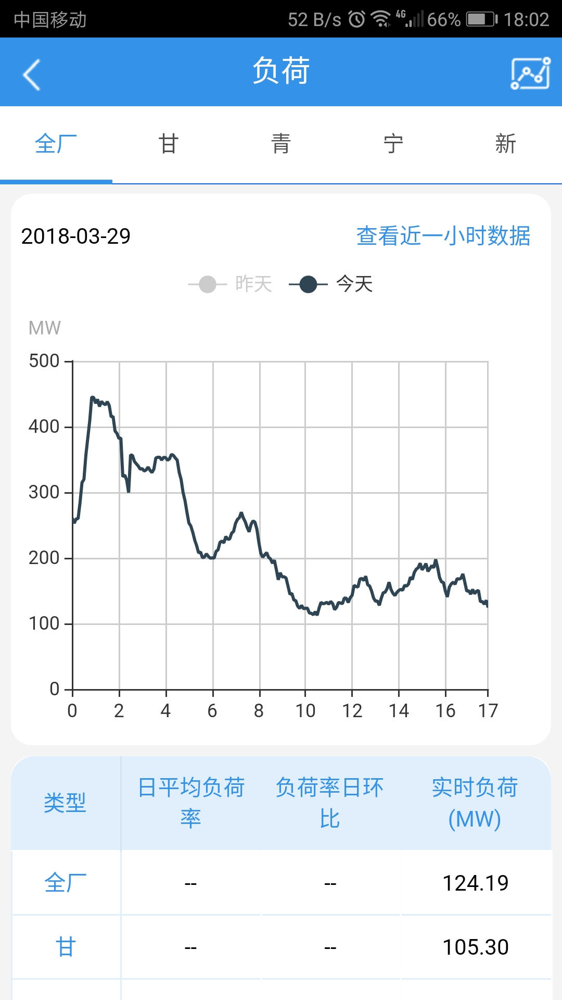 中国移动 52 B/s 4G 66% 18:02
负荷
全厂 甘 青 宁 新
2018-03-29 查看近一小时数据
昨天 今天
MW
500
400
300
200
100
0
0 2 4 6 8 10 12 14 16 17
类型 日平均负荷率 负荷率日环比 实时负荷(MW)
全厂 -- -- 124.19
甘 -- -- 105.30